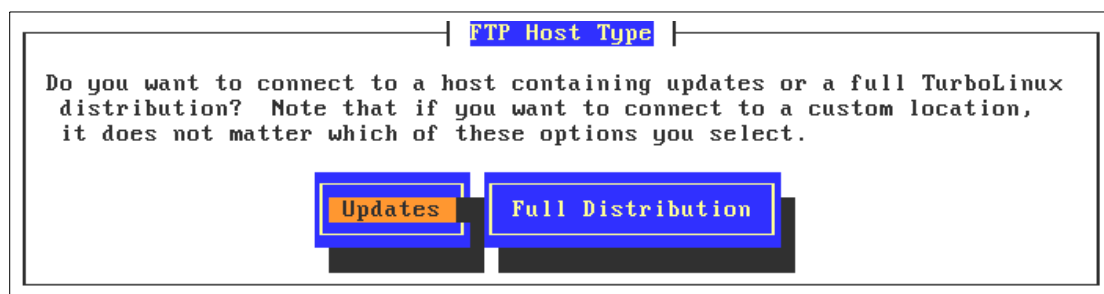 FTP Host Type
Do you want to connect to a host containing updates or a full TurboLinux
distribution? Note that if you want to connect to a custom location,
it does not matter which of these options you select.
Updates Full Distribution